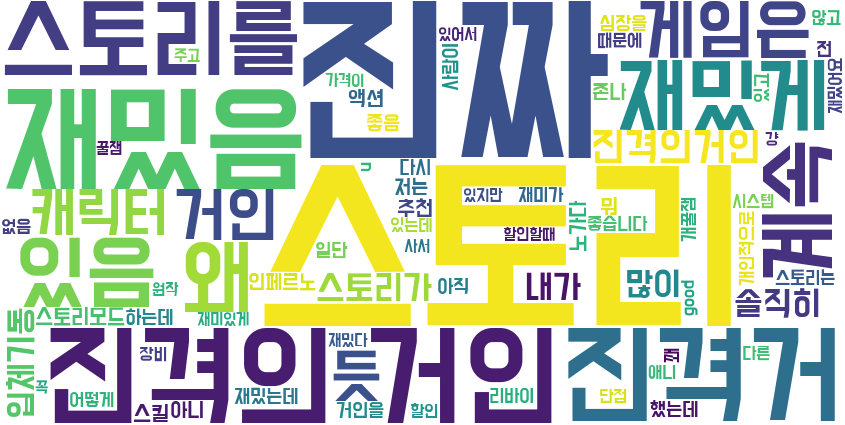 스토리를
주고
진짜
가격이
액션
좋음
있어서
사람이
심장을
때문에
게임은
않고
전
재밌음
꿀잼
존나
재밌게
있고
재밌어요
진격의거인
걍
계속
없음
캐릭터
거인
ㄱ
다시
저는
추천
있는데
있지만
재미가
할인할때
사서
노가다
뭐
좋습니다
개꿀잼
시스템
개인적으로
있음
원작
왜
스토리
일단
인페르노
스토리가
아직
내가
많이
good
솔직히
스토리는
입체기동
스토리모드
하는데
재미있게
꼭
진격의
거인
장비
어떻게
스킬
아니
재밌는데
재밌다
듯
거인을
할인
리바이
진격거
단점
꽤
애니
했는데
다른